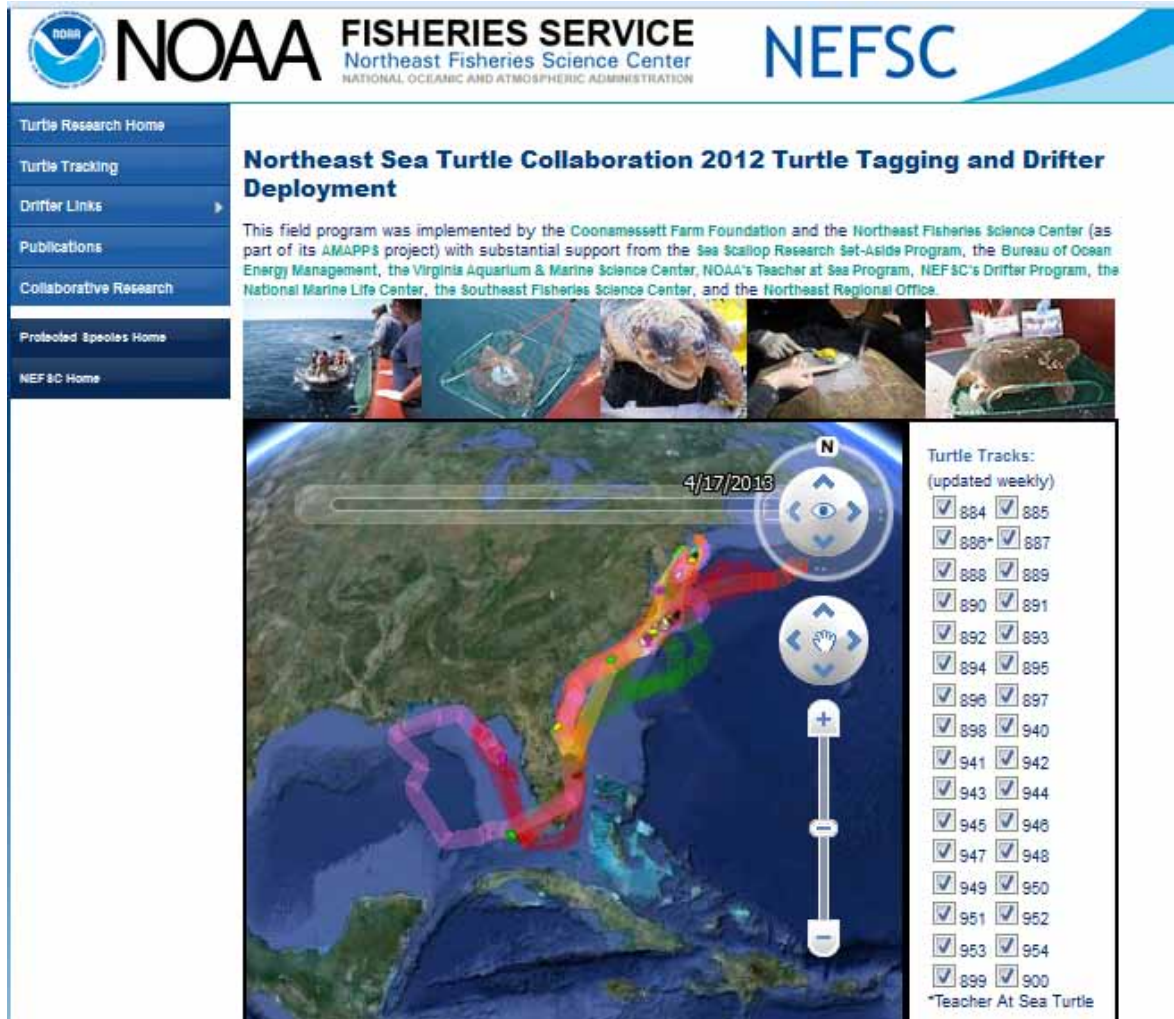 NOAA
NOAA
FISHERIES SERVICE
Northeast Fisheries Science Center
NATIONAL OCEANIC AND ATMOSPHERIC ADMINISTRATION
NEFSC
Turtle Research Home
Turtle Tracking
Drifter Links
Publications
Collaborative Research
Protected Species Home
NEFSC Home
Northeast Sea Turtle Collaboration 2012 Turtle Tagging and Drifter
Deployment
This field program was implemented by the Coonamessett Farm Foundation and the Northeast Fisheries Science Center (as
part of its AMAPPS project) with substantial support from the Sea Scallop Research Set-Aside Program, the Bureau of Ocean
Energy Management, the Virginia Aquarium & Marine Science Center, NOAA's Teacher at Sea Program, NEFSC's Drifter Program, the
National Marine Life Center, the Southeast Fisheries Science Center, and the Northeast Regional Office.
4/17/2013
N
Turtle Tracks:
(updated weekly)
884 885
886* 887
888 889
890 891
892 893
894 895
896 897
898 940
941 942
943 944
945 946
947 948
949 950
951 952
953 954
899 900
*Teacher At Sea Turtle